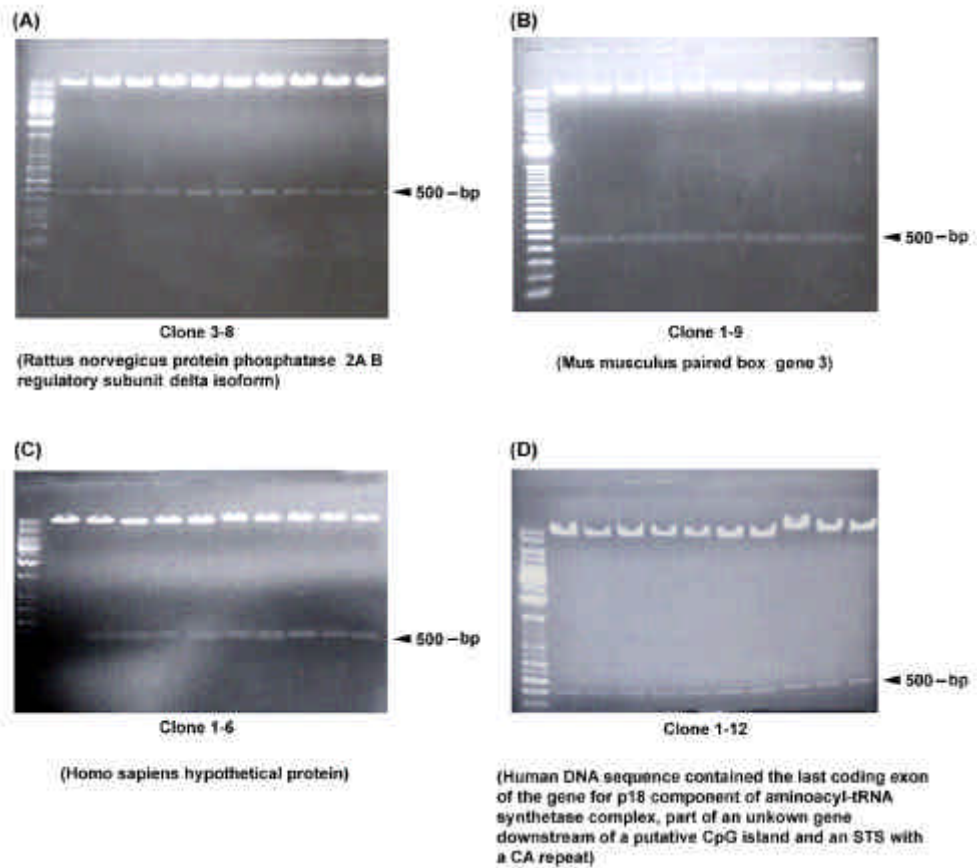 (A)
500-bp
Clone 3-8
(Rattus norvegicus protein phosphatase 2A B
regulatory subunit delta isoform)
(B)
500-bp
Clone 1-9
(Mus musculus paired box gene 3)
(C)
500-bp
Clone 1-6
(Homo sapiens hypothetical protein)
(D)
500-bp
Clone 1-12
(Human DNA sequence contained the last coding exon
of the gene for p18 component of aminoacyl-tRNA
synthetase complex, part of an unkown gene
downstream of a putative CpG island and an STS with
a CA repeat)